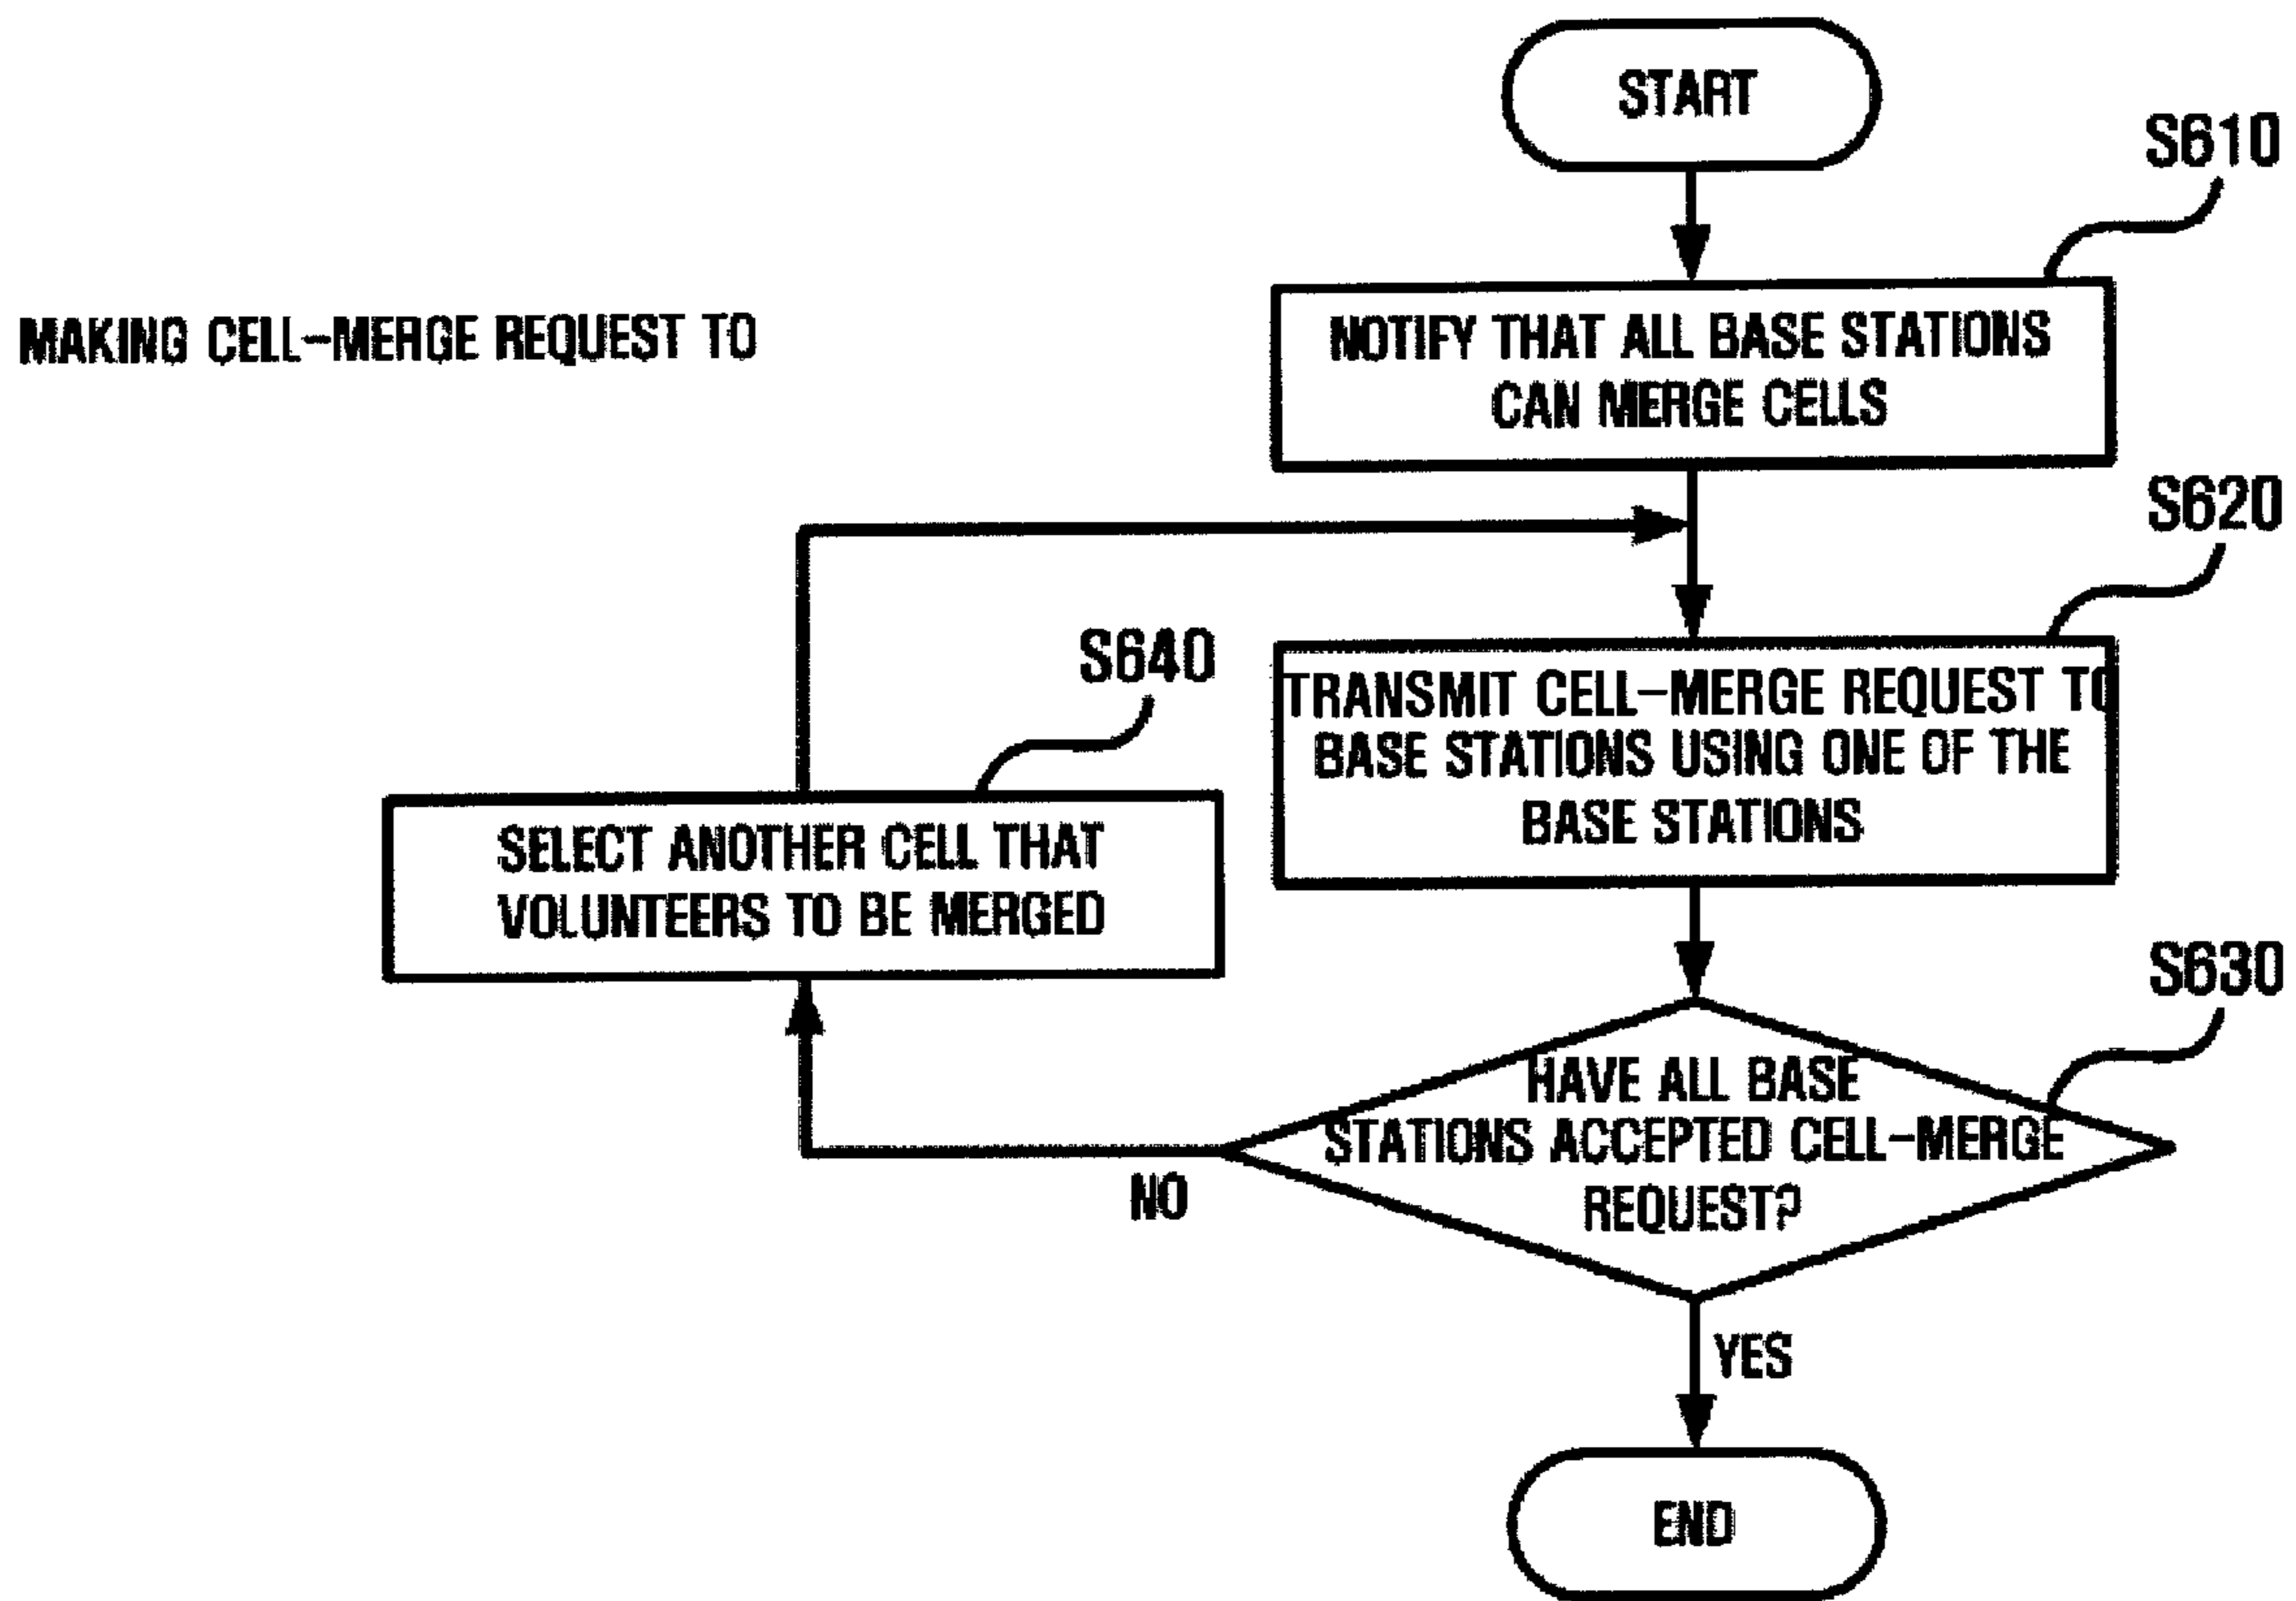 START
S610
MAKING CELL-MERGE REQUEST TO
NOTIFY THAT ALL BASE STATIONS
CAN MERGE CELLS
S620
S640
TRANSMIT CELL-MERGE REQUEST TO
BASE STATIONS USING ONE OF THE
BASE STATIONS
SELECT ANOTHER CELL THAT
VOLUNTEERS TO BE MERGED
S630
HAVE ALL BASE
STATIONS ACCEPTED CELL-MERGE
REQUEST?
NO
YES
END